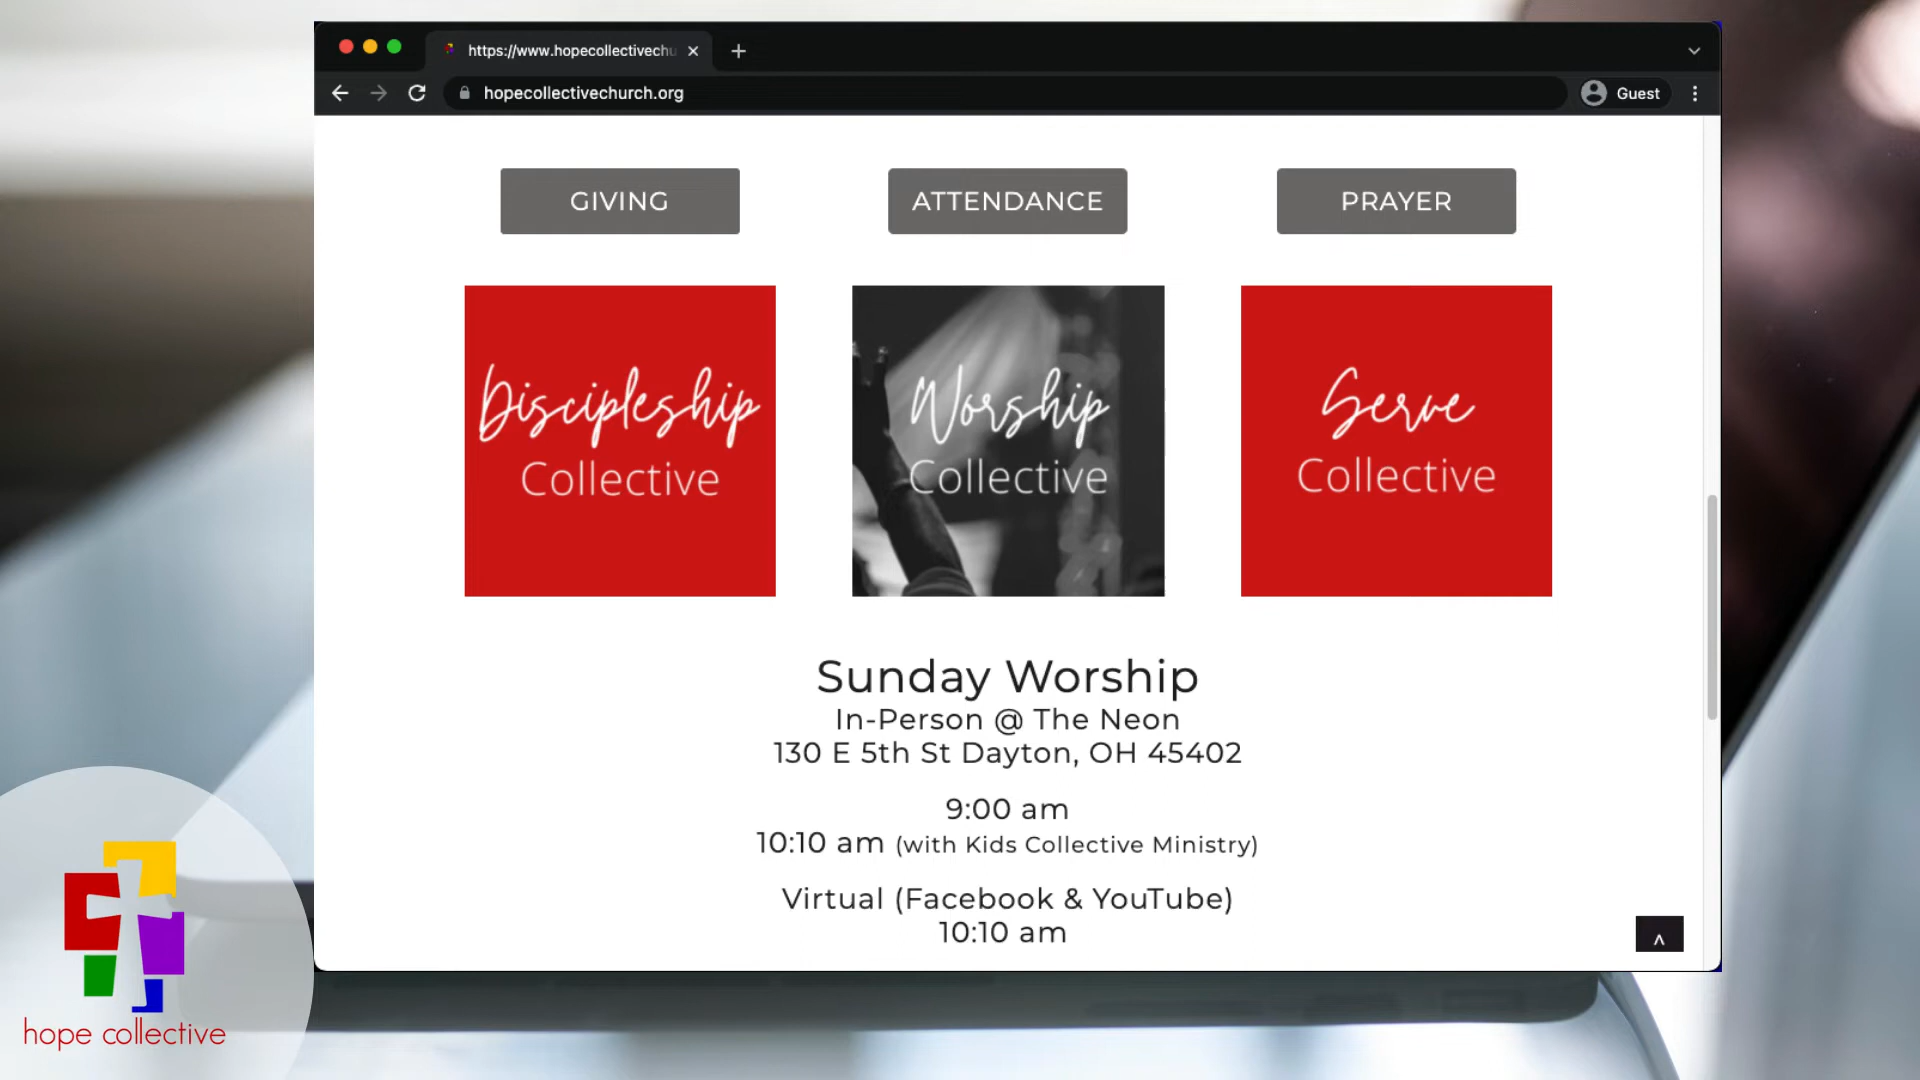 https://www.hopecollectivechu
hopecollectivechurch.org
Guest
GIVING
ATTENDANCE
PRAYER
Discipleship
Collective
Worship
Collective
Serve
Collective
Sunday Worship
In-Person @ The Neon
130 E 5th St Dayton, OH 45402
9:00 am
10:10 am (with Kids Collective Ministry)
Virtual (Facebook & YouTube)
10:10 am
hope collective